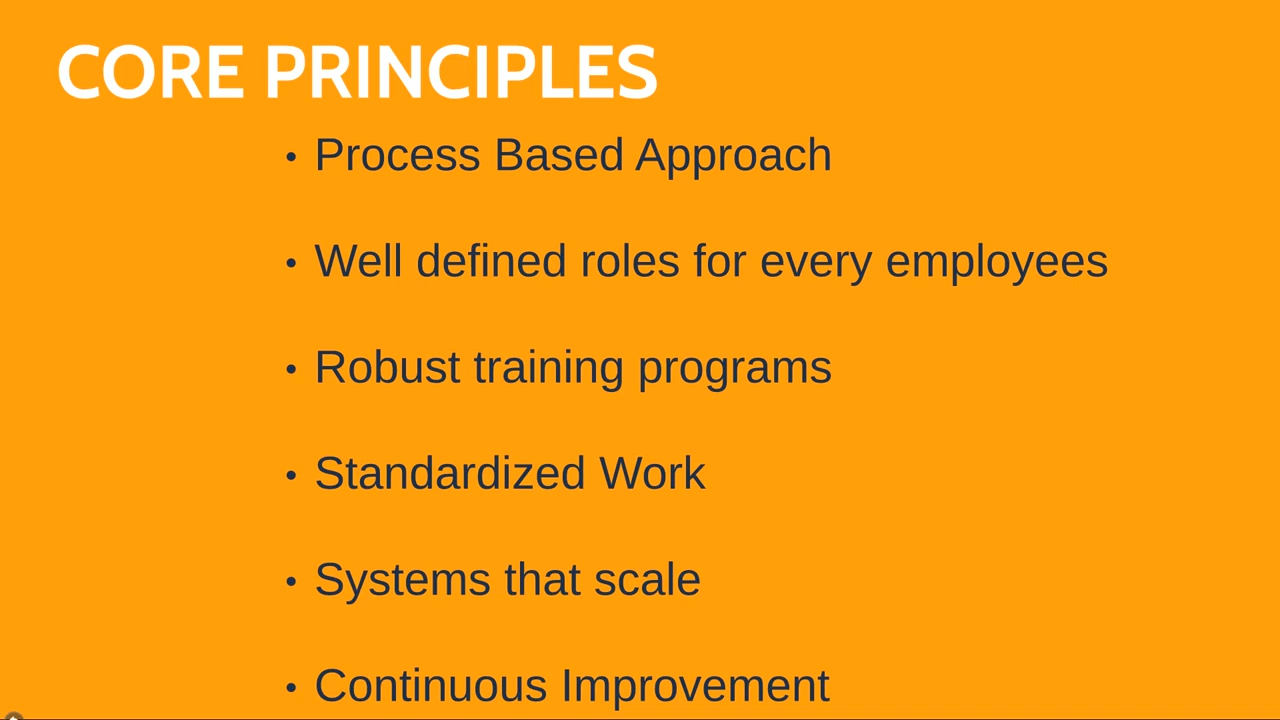 CORE PRINCIPLES
• Process Based Approach
• Well defined roles for every employees
• Robust training programs
• Standardized Work
• Systems that scale
• Continuous Improvement